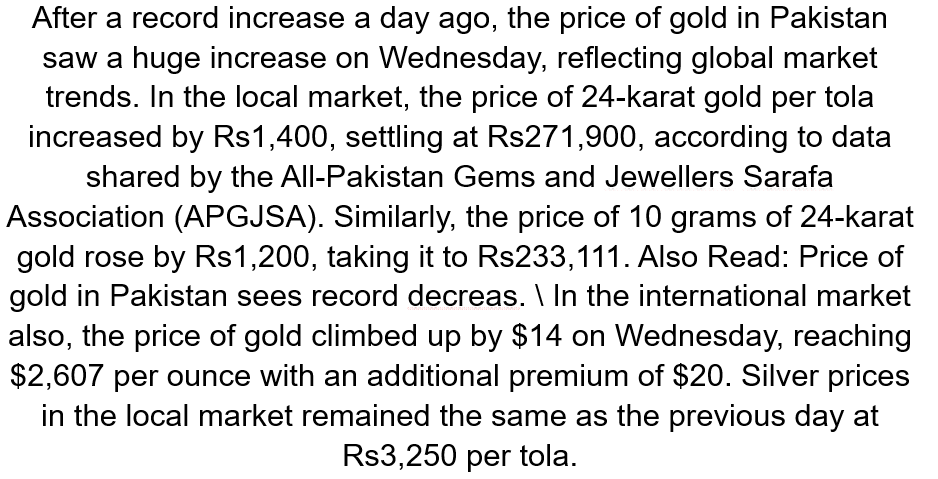 After a record increase a day ago, the price of gold in Pakistan
saw a huge increase on Wednesday, reflecting global market
trends. In the local market, the price of 24-karat gold per tola
increased by Rs1,400, settling at Rs271,900, according to data
shared by the All-Pakistan Gems and Jewellers Sarafa
Association (APGJSA). Similarly, the price of 10 grams of 24-karat
gold rose by Rs1,200, taking it to Rs233,111. Also Read: Price of
gold in Pakistan sees record decreas. \ In the international market
also, the price of gold climbed up by $14 on Wednesday, reaching
$2,607 per ounce with an additional premium of $20. Silver prices
in the local market remained the same as the previous day at
Rs3,250 per tola.